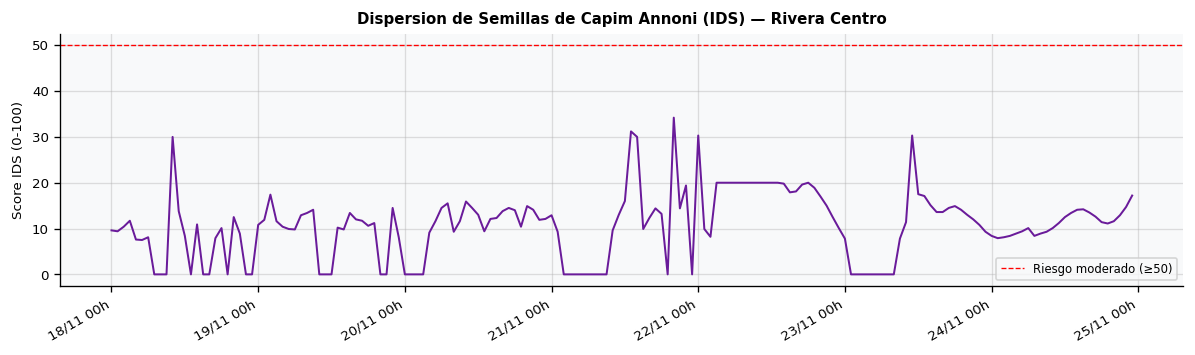 Dispersion de Semillas de Capim Annoni (IDS) — Rivera Centro
Score IDS (0-100)
50
40
30
20
10
0
Riesgo moderado (≥50)
18/11 00h
19/11 00h
20/11 00h
21/11 00h
22/11 00h
23/11 00h
24/11 00h
25/11 00h